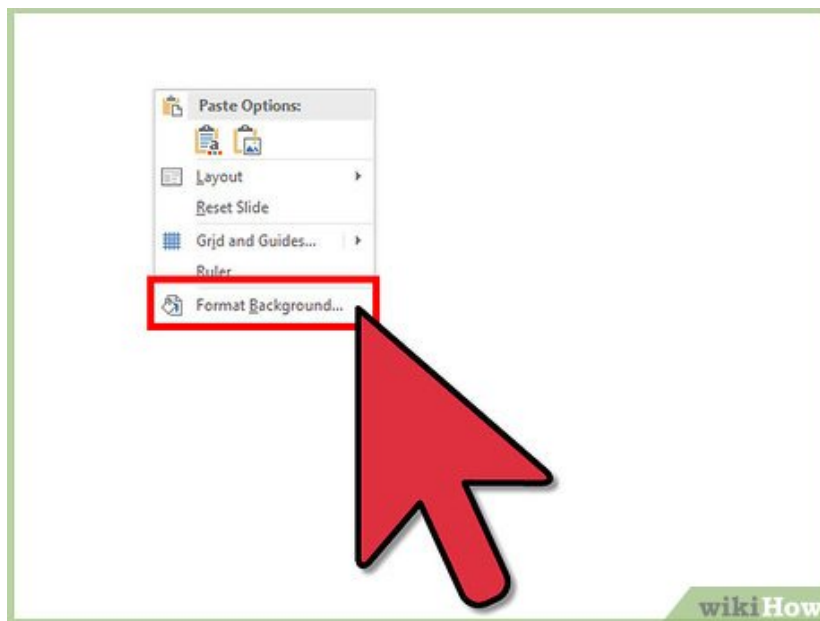 Paste Options:
Layout
Reset Slide
Grid and Guides...
Ruler
Format Background...
wikiHow